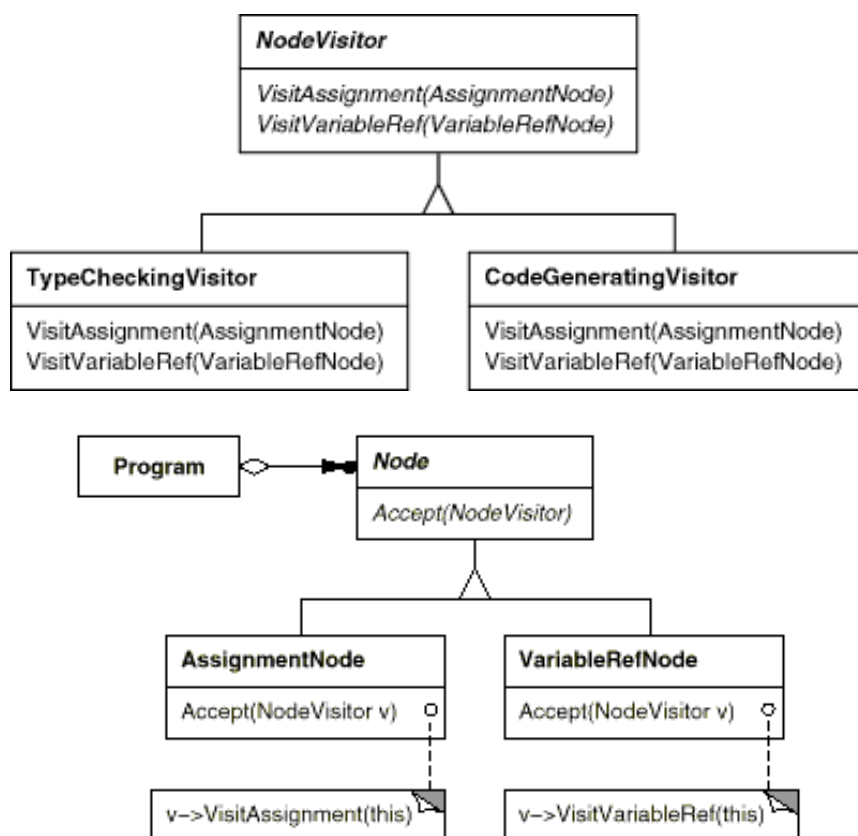 NodeVisitor
VisitAssignment(AssignmentNode)
VisitVariableRef(VariableRefNode)
TypeCheckingVisitor
VisitAssignment(AssignmentNode)
VisitVariableRef(VariableRefNode)
CodeGeneratingVisitor
VisitAssignment(AssignmentNode)
VisitVariableRef(VariableRefNode)
Program
Node
Accept(NodeVisitor)
AssignmentNode
Accept(NodeVisitor v)
v->VisitAssignment(this)
VariableRefNode
Accept(NodeVisitor v)
v->VisitVariableRef(this)